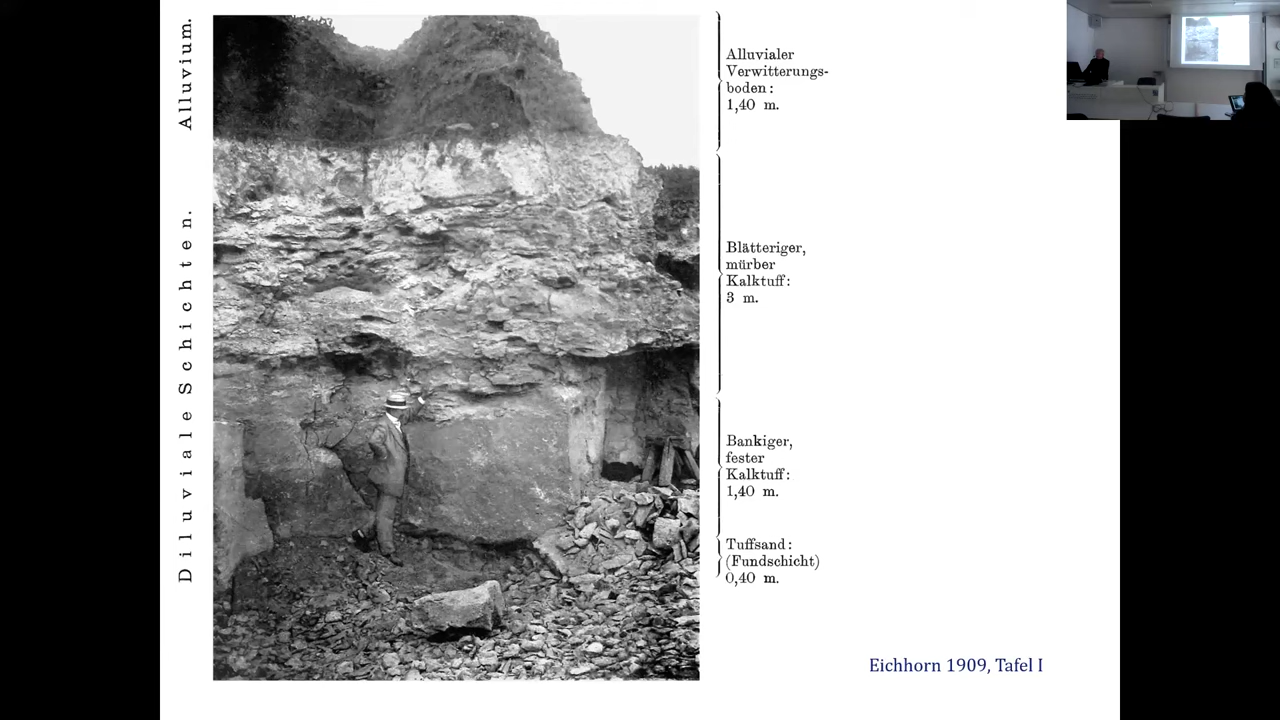 Alluvium.
Diluviale Schichten.
Alluvialer
Verwitterungs-
boden:
1,40 m.
Blätteriger,
mürber
Kalktuff:
3 m.
Bankiger,
fester
Kalktuff:
1,40 m.
Tuffsand:
(Fundschicht)
0,40 m.
Eichhorn 1909, Tafel I